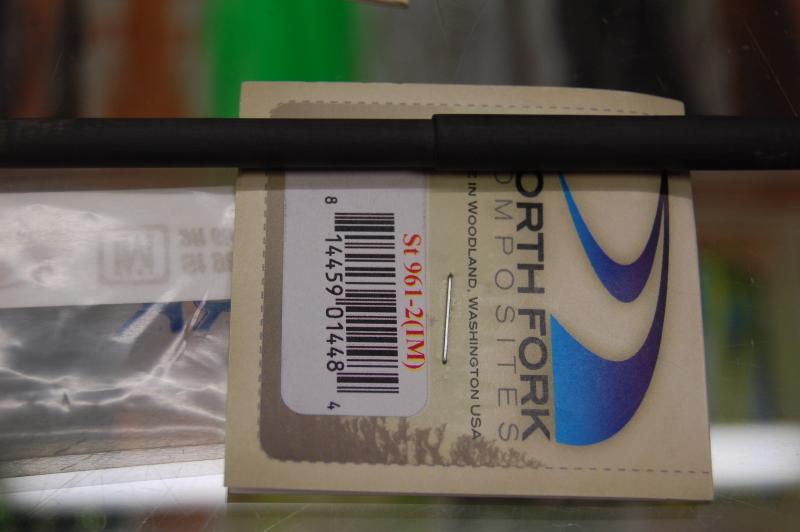 ORTH FORK
OMPOSITES
IN WOODLAND, WASHINGTON USA
St 961-2(IM)
8 14459 01448 4